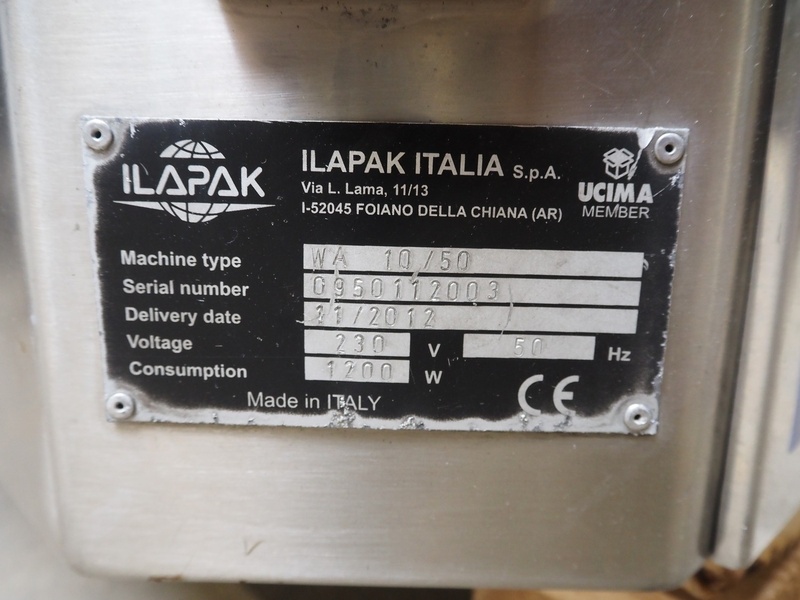 ILAPAK
ILAPAK ITALIA S.p.A.
Via L. Lama, 11/13
I-52045 FOIANO DELLA CHIANA (AR)
UCIMA
MEMBER
Machine type WA 10/50
Serial number 0950112003
Delivery date 11/2012
Voltage 230 V 50 Hz
Consumption 1200 W
Made in ITALY
CE